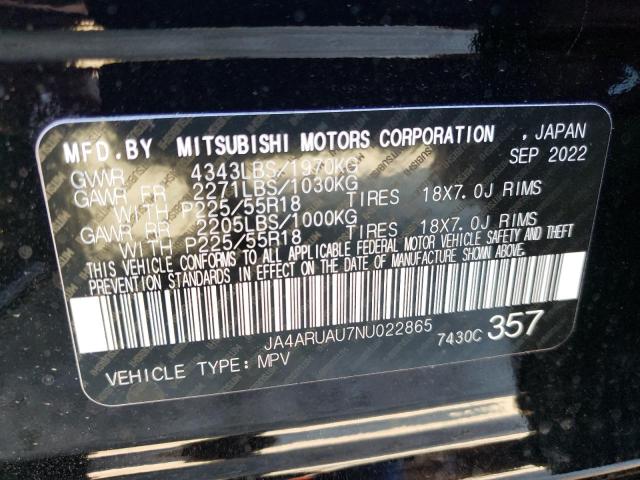 MFD.BY MITSUBISHI MOTORS CORPORATION , JAPAN
SEP 2022
GVWR 4343LBS/1970KG
GAWR FR 2271LBS/1030KG
WITH P225/55R18 TIRES 18X7.0J RIMS
GAWR RR 2205LBS/1000KG
WITH P225/55R18 TIRES 18X7.0J RIMS
THIS VEHICLE CONFORMS TO ALL APPLICABLE FEDERAL MOTOR VEHICLE SAFETY AND THEFT
PREVENTION STANDARDS IN EFFECT ON THE DATE OF MANUFACTURE SHOWN ABOVE.
JA4ARUAU7NU022865 7430C 357
VEHICLE TYPE: MPV